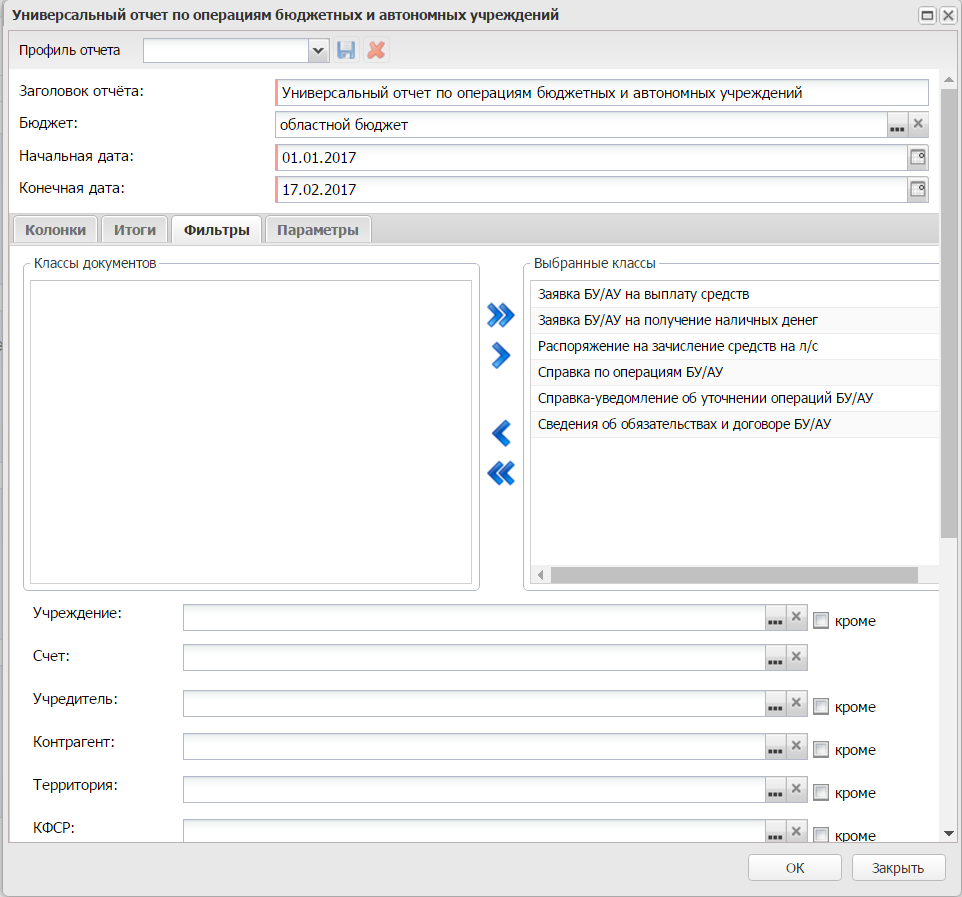 Универсальный отчет по операциям бюджетных и автономных учреждений
Профиль отчета
Заголовок отчёта: Универсальный отчет по операциям бюджетных и автономных учреждений
Бюджет: областной бюджет ...
Начальная дата: 01.01.2017
Конечная дата: 17.02.2017
Колонки Итоги Фильтры Параметры
Классы документов
Выбранные классы
Заявка БУ/АУ на выплату средств
Заявка БУ/АУ на получение наличных денег
Распоряжение на зачисление средств на л/с
Справка по операциям БУ/АУ
Справка-уведомление об уточнении операций БУ/АУ
Сведения об обязательствах и договоре БУ/АУ
Учреждение: ... кроме
Счет: ...
Учредитель: ... кроме
Контрагент: ... кроме
Территория: ... кроме
КФСР: ... кроме
ОК Закрыть